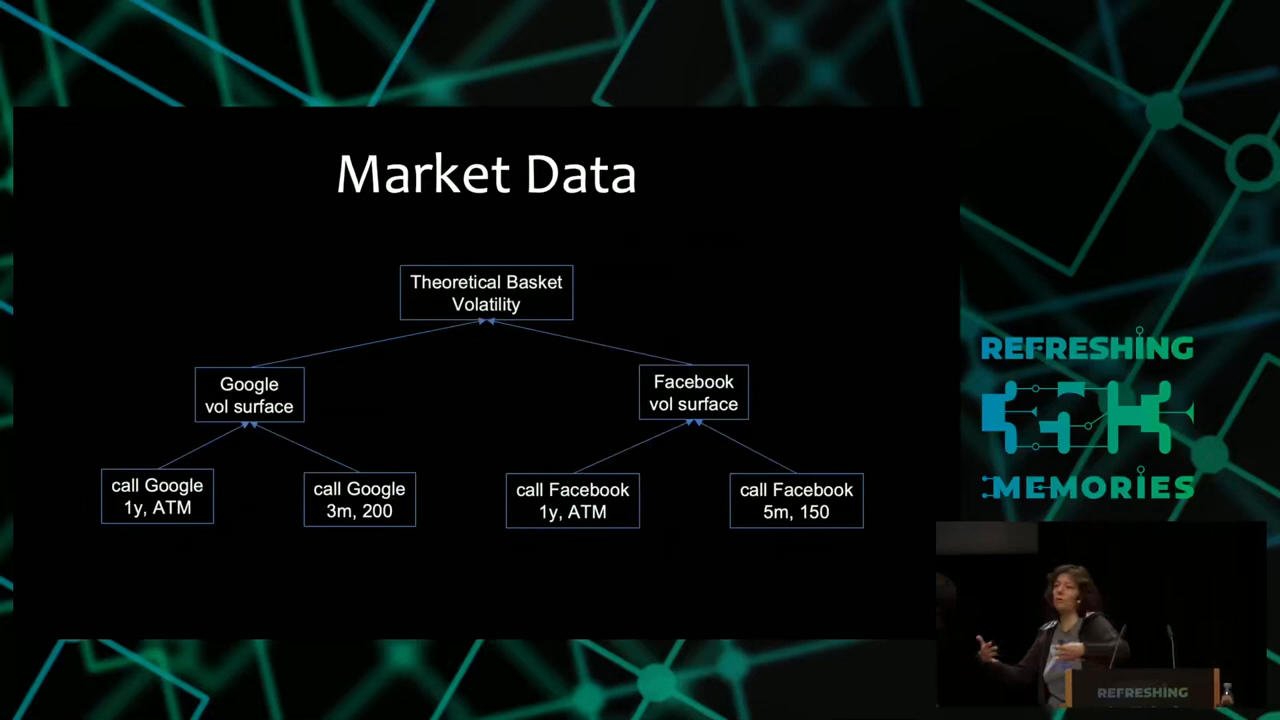 Market Data
Theoretical Basket
Volatility
Google
vol surface
Facebook
vol surface
call Google
1y, ATM
call Google
3m, 200
call Facebook
1y, ATM
call Facebook
5m, 150
REFRESHING
MEMORIES
REFRESHING